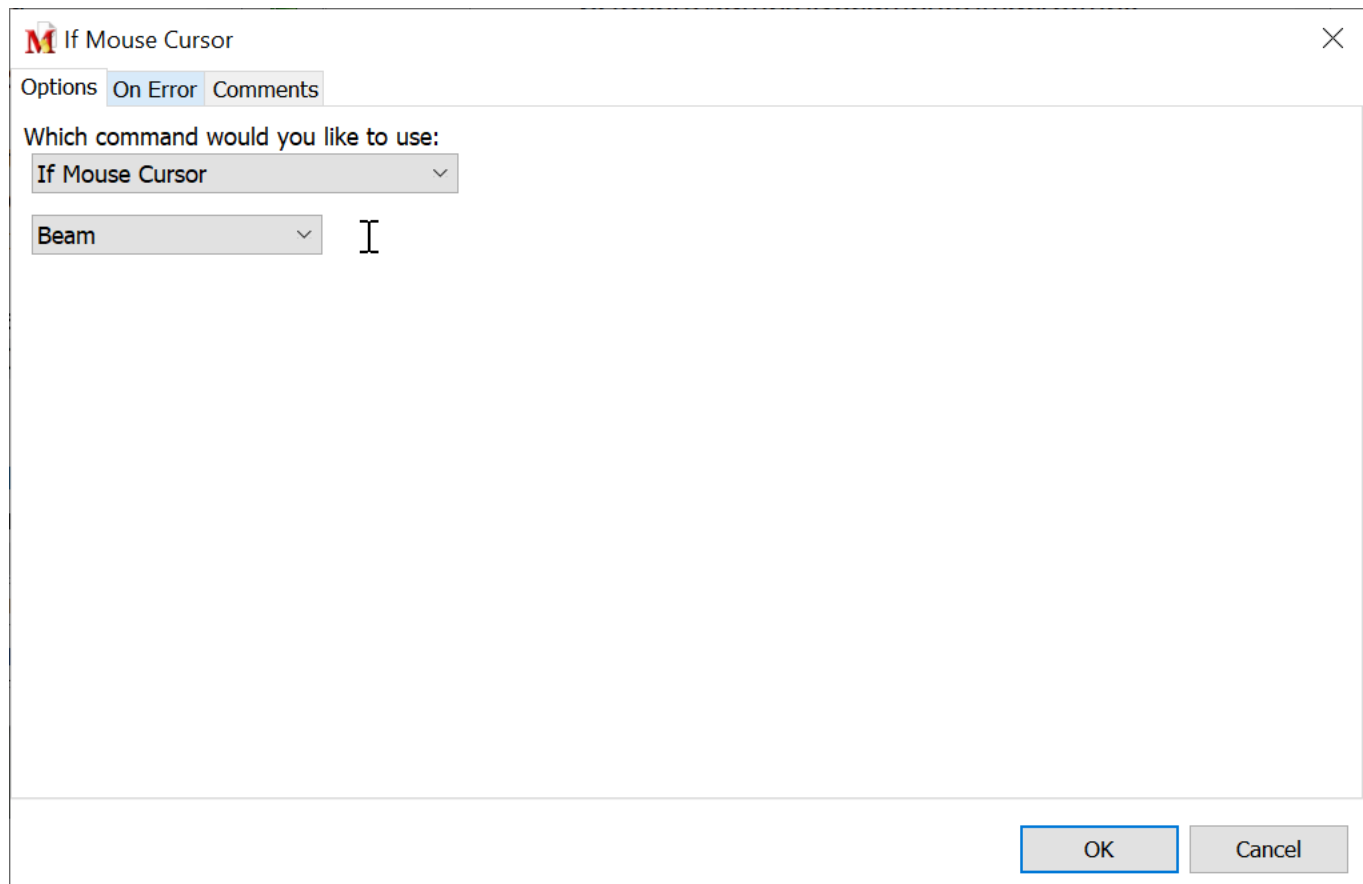 If Mouse Cursor
Options On Error Comments
Which command would you like to use:
If Mouse Cursor
Beam
OK Cancel